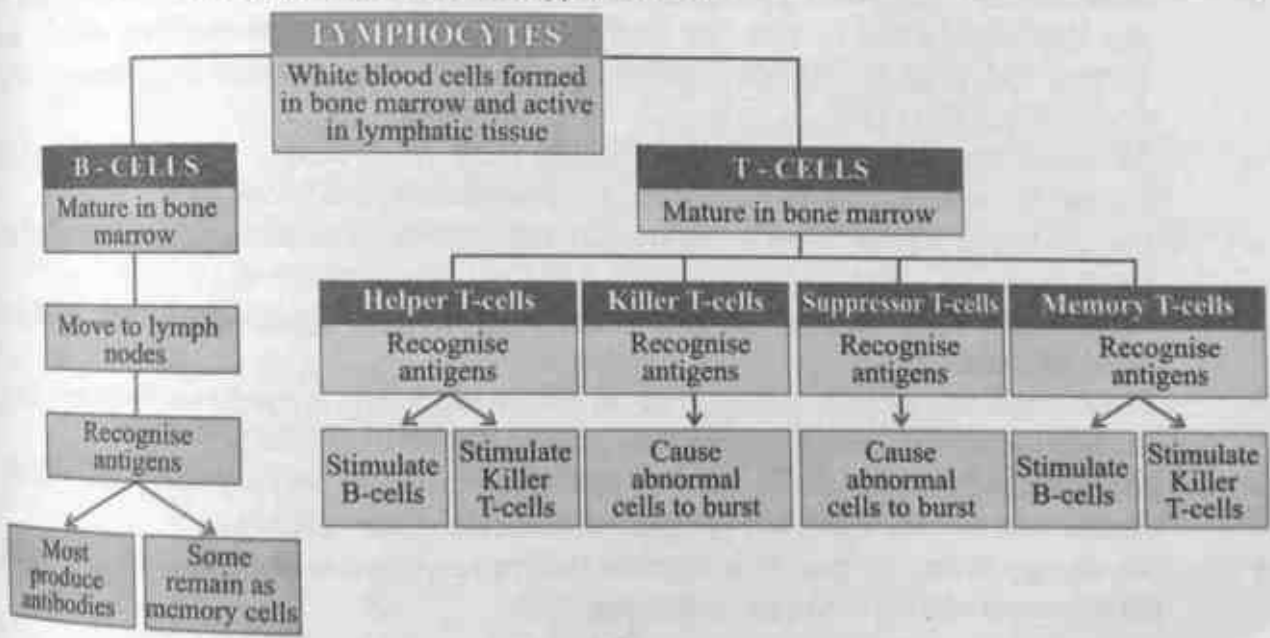 LYMPHOCYTES
White blood cells formed
in bone marrow and active
in lymphatic tissue
B - CELLS
Mature in bone
marrow
Move to lymph
nodes
Recognise
antigens
Most
produce
antibodies
Some
remain as
memory cells
T - CELLS
Mature in bone marrow
Helper T-cells
Recognise
antigens
Stimulate
B-cells
Stimulate
Killer
T-cells
Killer T-cells
Recognise
antigens
Cause
abnormal
cells to burst
Suppressor T-cells
Recognise
antigens
Cause
abnormal
cells to burst
Memory T-cells
Recognise
antigens
Stimulate
B-cells
Stimulate
Killer
T-cells